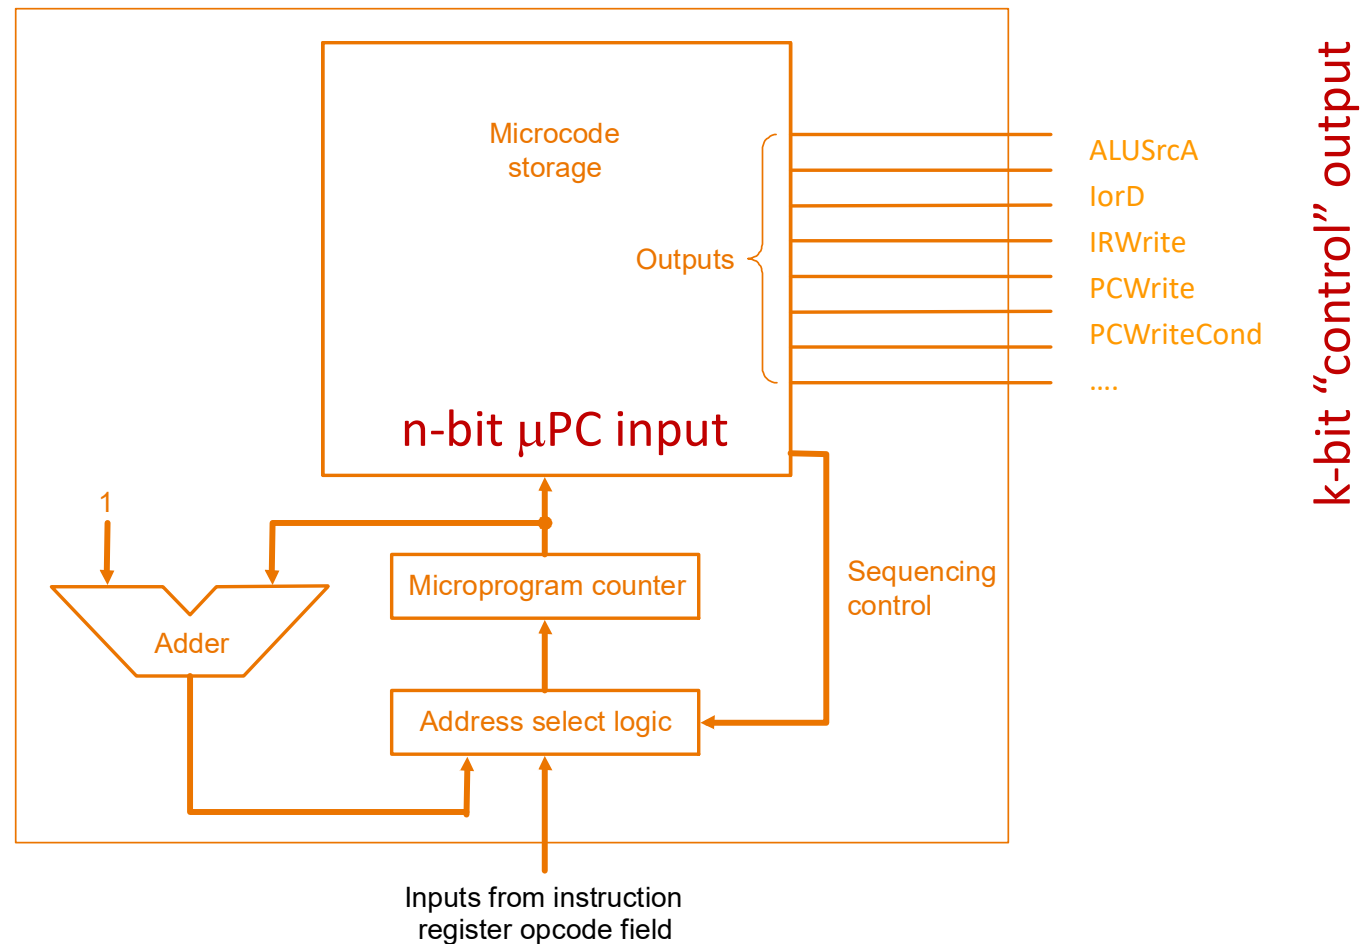 Microcode
storage
Outputs
ALUSrcA
IorD
IRWrite
PCWrite
PCWriteCond
....
k-bit “control” output
n-bit μPC input
1
Microprogram counter
Sequencing
control
Adder
Address select logic
Inputs from instruction
register opcode field